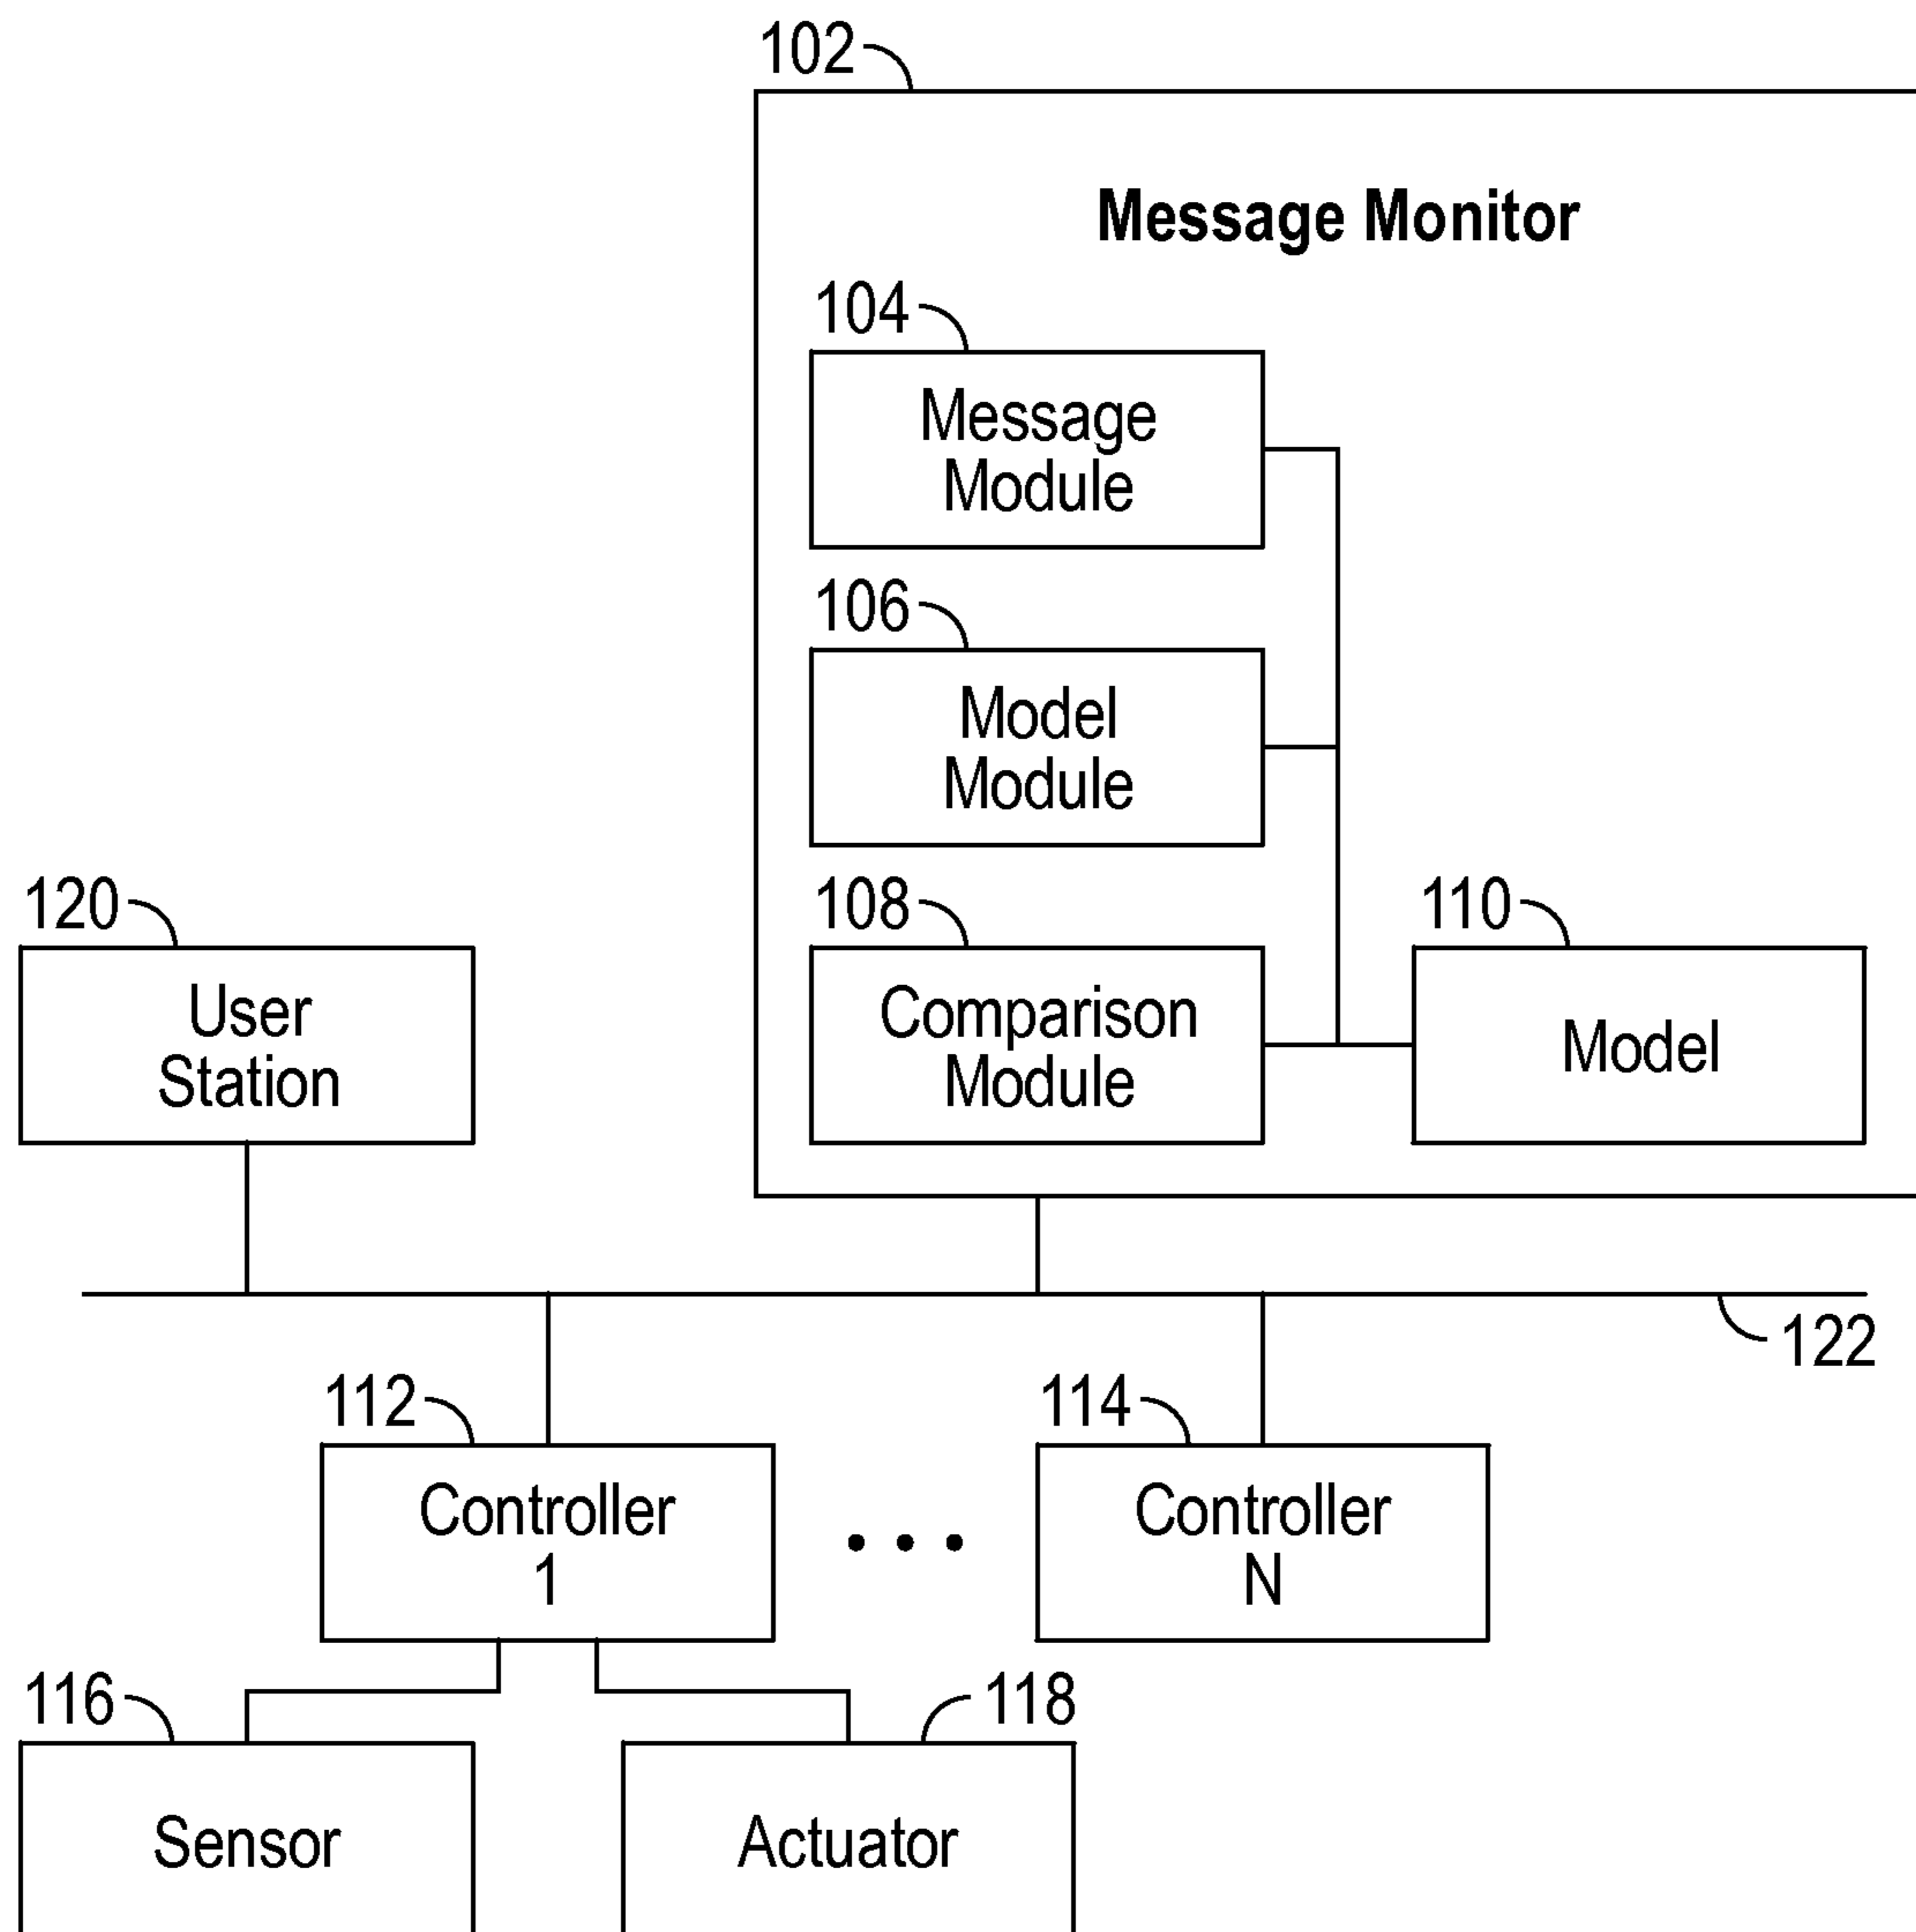 102
Message Monitor
104
Message
Module
106
Model
Module
120
108
110
User
Station
Comparison
Module
Model
122
112
114
Controller
1
• • •
Controller
N
116
118
Sensor
Actuator